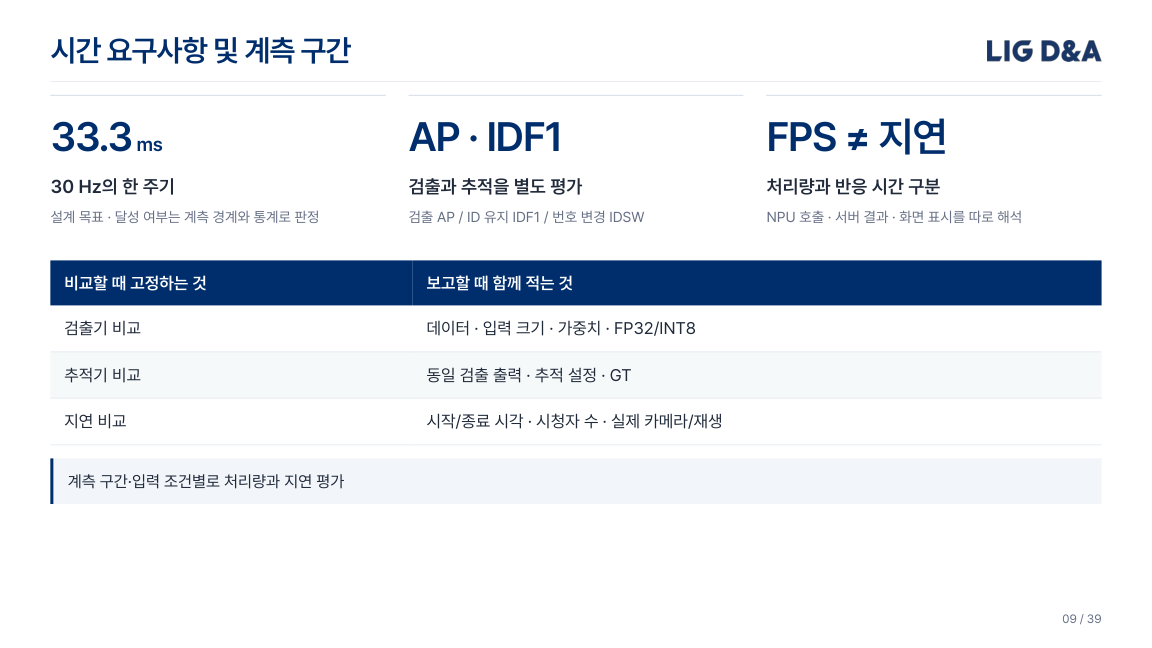 시간 요구사항 및 계측 구간
LIG D&A
33.3 ms
30 Hz의 한 주기
설계 목표 · 달성 여부는 계측 경계와 통계로 판정
AP · IDF1
검출과 추적을 별도 평가
검출 AP / ID 유지 IDF1 / 번호 변경 IDSW
FPS ≠ 지연
처리량과 반응 시간 구분
NPU 호출 · 서버 결과 · 화면 표시를 따로 해석
비교할 때 고정하는 것 보고할 때 함께 적는 것
검출기 비교 데이터 · 입력 크기 · 가중치 · FP32/INT8
추적기 비교 동일 검출 출력 · 추적 설정 · GT
지연 비교 시작/종료 시각 · 시청자 수 · 실제 카메라/재생
계측 구간·입력 조건별로 처리량과 지연 평가
09 / 39